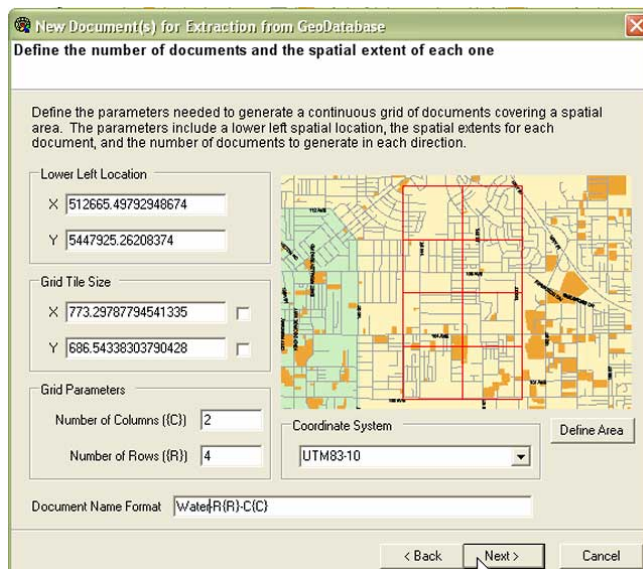 New Document(s) for Extraction from GeoDatabase
Define the number of documents and the spatial extent of each one
Define the parameters needed to generate a continuous grid of documents covering a spatial
area. The parameters include a lower left spatial location, the spatial extents for each
document, and the number of documents to generate in each direction.
Lower Left Location
X 512665.49792948674
Y 5447925.26208374
Grid Tile Size
X 773.29787794541335
Y 686.54338303790428
Grid Parameters
Number of Columns ({C}) 2
Number of Rows ({R}) 4
Coordinate System
UTM83-10
Define Area
Document Name Format Water-R{R}-C{C}
< Back Next > Cancel